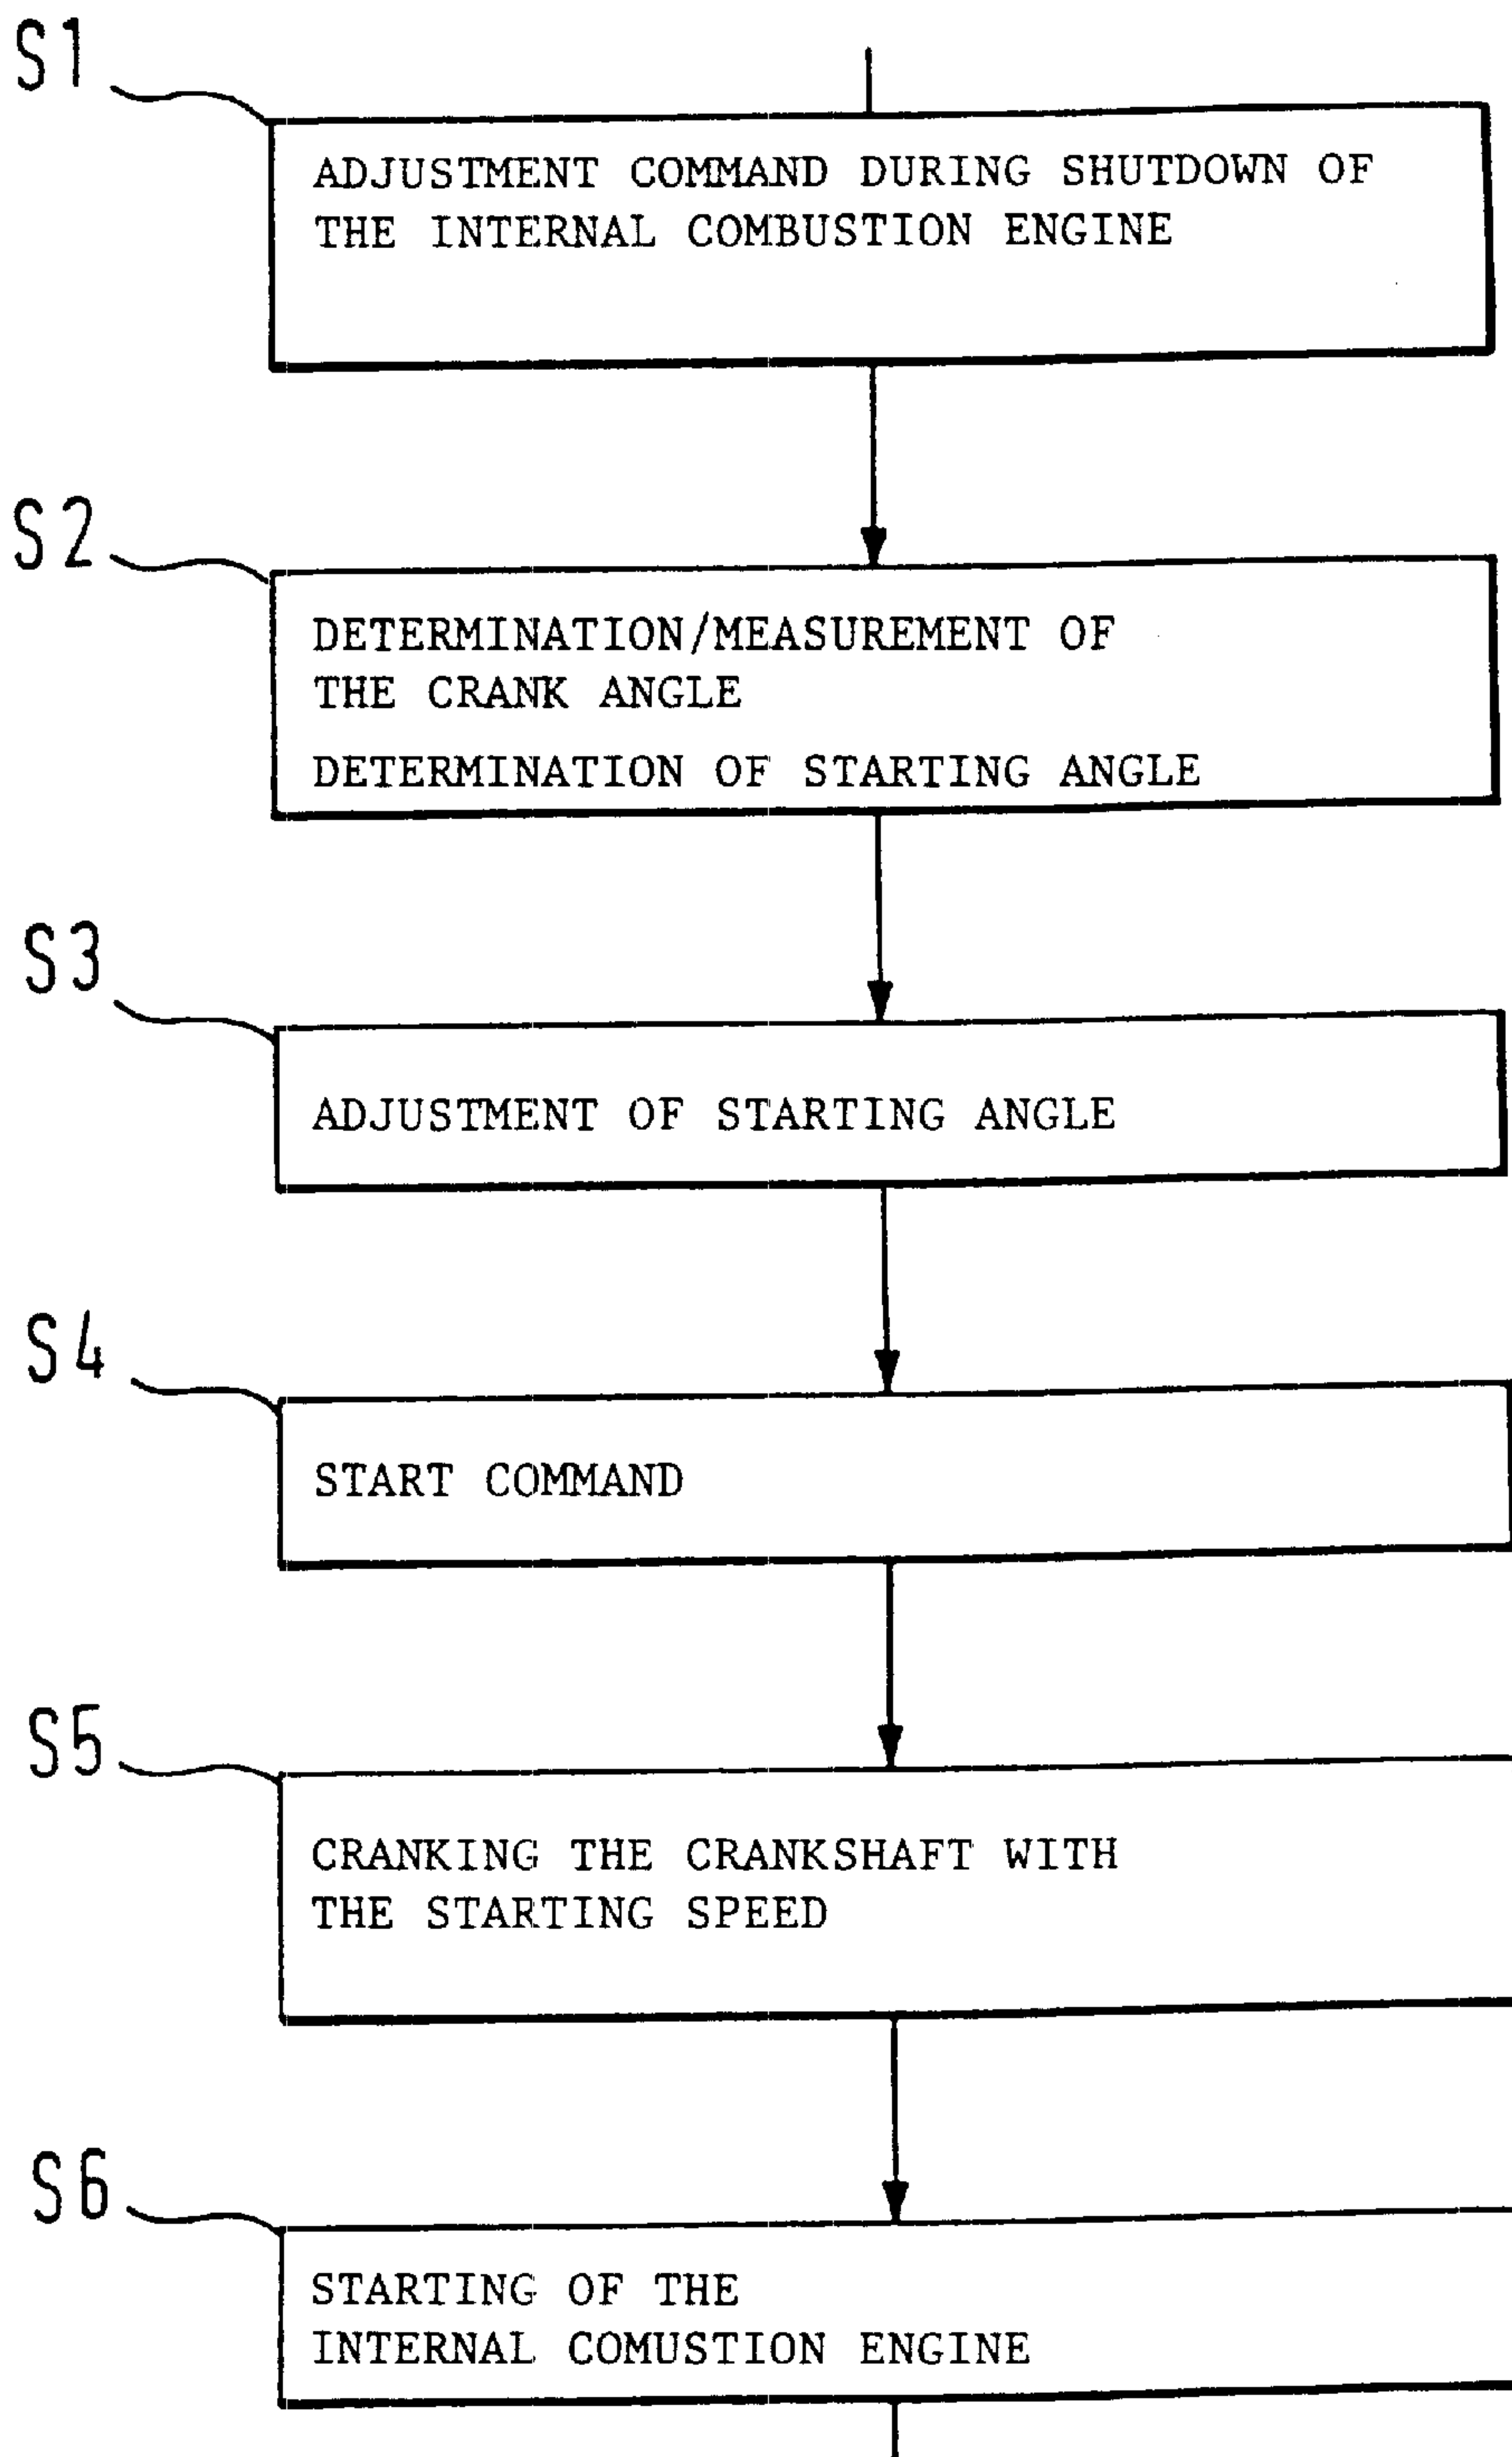 S1
ADJUSTMENT COMMAND DURING SHUTDOWN OF
THE INTERNAL COMBUSTION ENGINE
S2
DETERMINATION/MEASUREMENT OF
THE CRANK ANGLE
DETERMINATION OF STARTING ANGLE
S3
ADJUSTMENT OF STARTING ANGLE
S4
START COMMAND
S5
CRANKING THE CRANKSHAFT WITH
THE STARTING SPEED
S6
STARTING OF THE
INTERNAL COMUSTION ENGINE